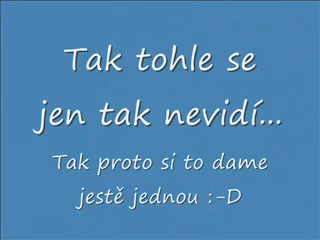 Tak tohle se
jen tak nevidí...
Tak proto si to dame
jestě jednou :-D